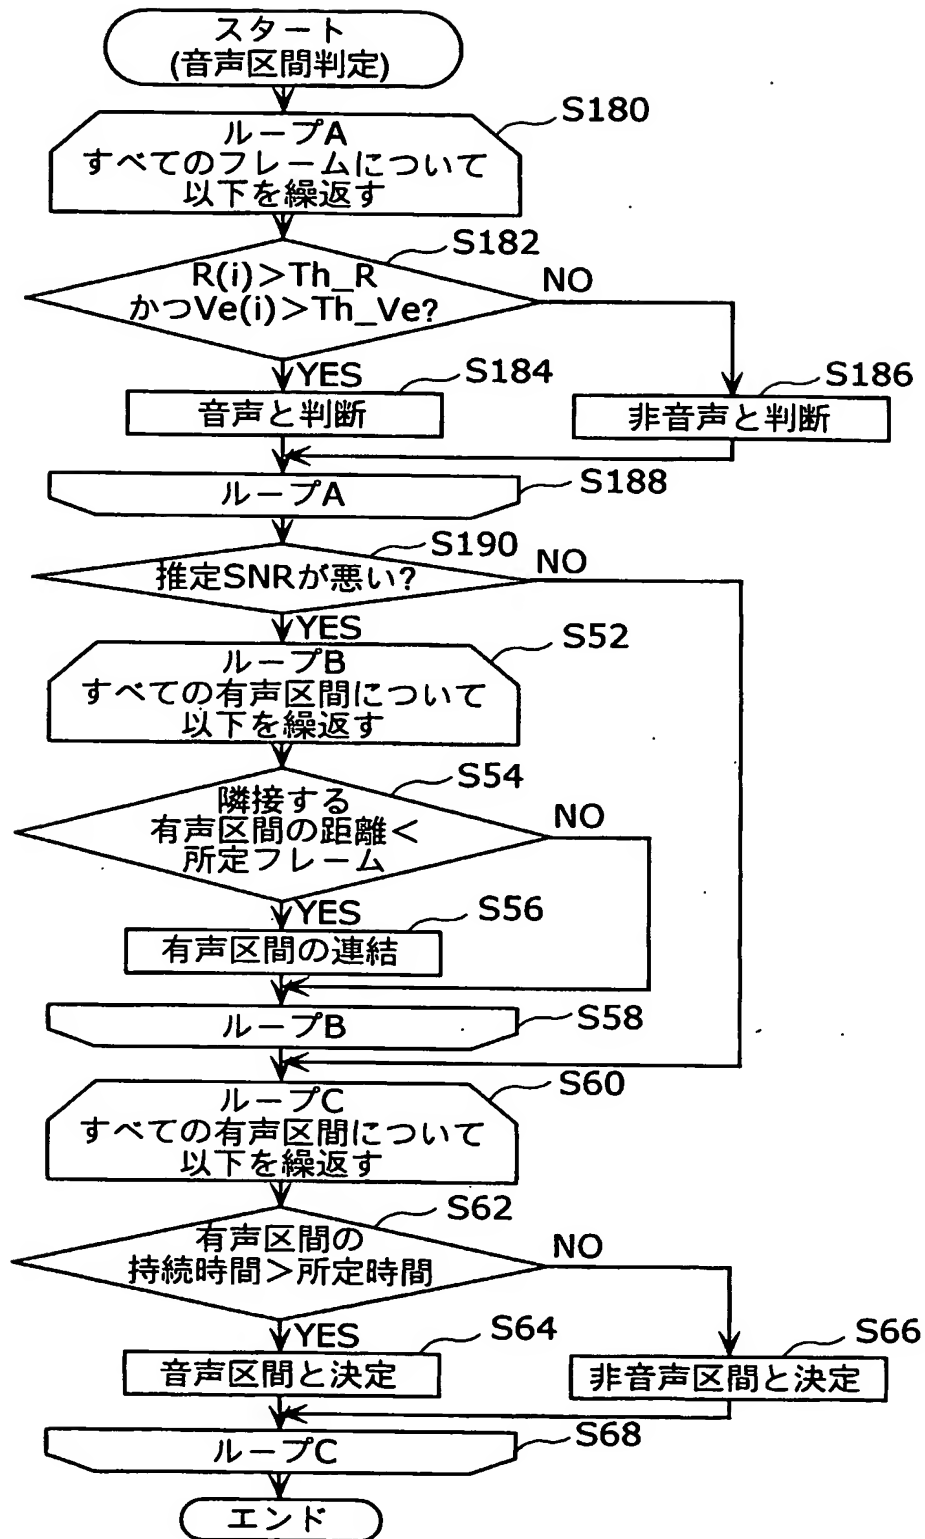 スタート
(音声区間判定)
S180
ループA
すべてのフレームについて
以下を繰返す
S182
R(i)>Th_R
かつVe(i)>Th_Ve?
NO
YES
S184
音声と判断
S186
非音声と判断
ループA
S188
S190
推定SNRが悪い?
NO
YES
S52
ループB
すべての有声区間について
以下を繰返す
S54
隣接する
有声区間の距離<
所定フレーム
NO
YES
S56
有声区間の連結
ループB
S58
S60
ループC
すべての有声区間について
以下を繰返す
S62
有声区間の
持続時間>所定時間
NO
YES
S64
音声区間と決定
S66
非音声区間と決定
ループC
S68
エンド